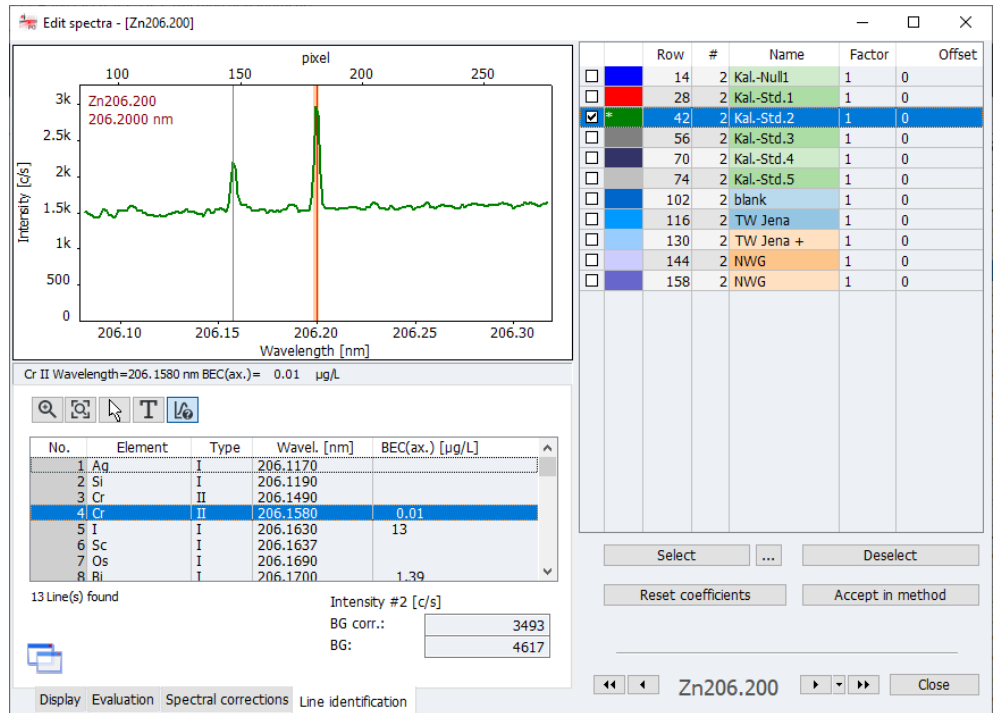 Edit spectra - [Zn206.200]
pixel
100 150 200 250
Zn206.200
206.2000 nm
3k
2.5k
2k
1.5k
1k
500
0
Intensity [c/s]
206.10 206.15 206.20 206.25 206.30
Wavelength [nm]
Cr II Wavelength=206.1580 nm BEC(ax.)= 0.01 µg/L
T
No. Element Type Wavel. [nm] BEC(ax.) [µg/L]
1 Ag I 206.1170
2 Si I 206.1190
3 Cr II 206.1490
4 Cr II 206.1580 0.01
5 I I 206.1630 13
6 Sc I 206.1637
7 Os I 206.1690
8 Bi I 206.1700 1.39
13 Line(s) found
Intensity #2 [c/s]
BG corr.: 3493
BG: 4617
Display Evaluation Spectral corrections Line identification
Row # Name Factor Offset
14 2 Kal.-Null1 1 0
28 2 Kal.-Std.1 1 0
* 42 2 Kal.-Std.2 1 0
56 2 Kal.-Std.3 1 0
70 2 Kal.-Std.4 1 0
74 2 Kal.-Std.5 1 0
102 2 blank 1 0
116 2 TW Jena 1 0
130 2 TW Jena + 1 0
144 2 NWG 1 0
158 2 NWG 1 0
Select ... Deselect
Reset coefficients Accept in method
Zn206.200 Close